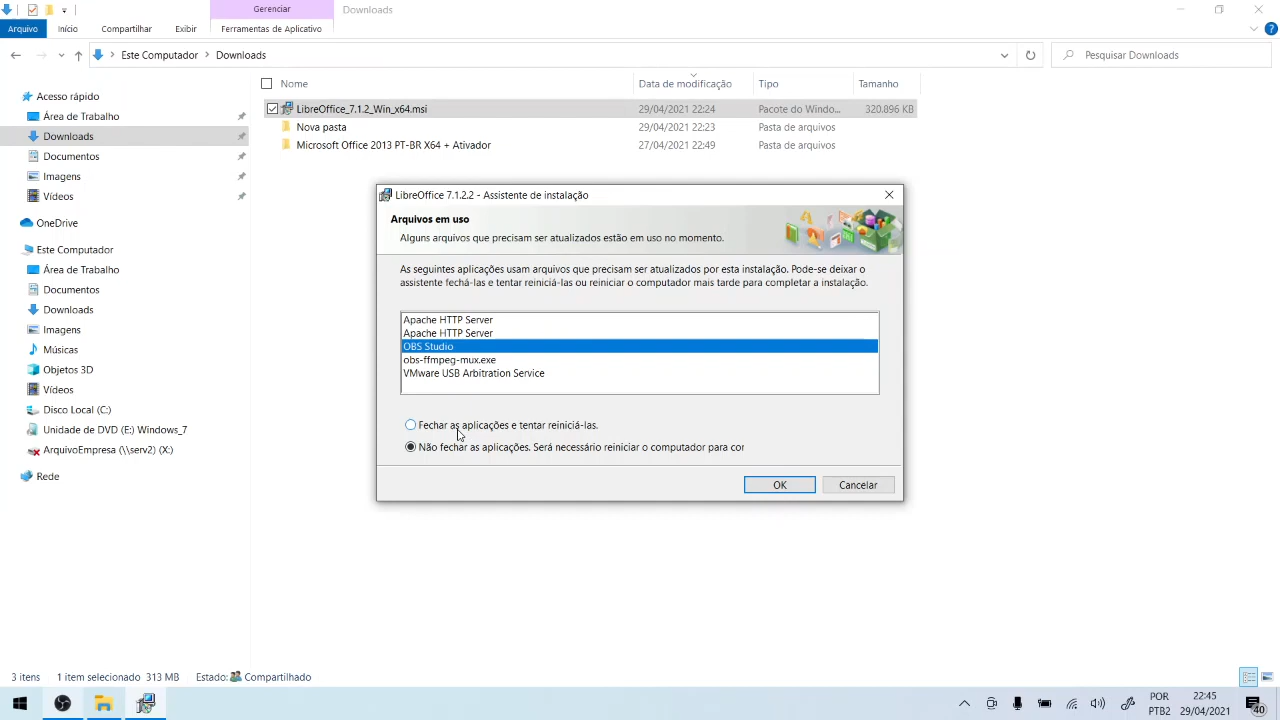 Gerenciar
Downloads
Arquivo
Início
Compartilhar
Exibir
Ferramentas de Aplicativo
Este Computador
Downloads
Pesquisar Downloads
Nome
Data de modificação
Tipo
Tamanho
LibreOffice_7.1.2_Win_x64.msi
29/04/2021 22:24
Pacote do Windo...
320.896 KB
Nova pasta
29/04/2021 22:23
Pasta de arquivos
Microsoft Office 2013 PT-BR X64 + Ativador
27/04/2021 22:49
Pasta de arquivos
Acesso rápido
Área de Trabalho
Downloads
Documentos
Imagens
Vídeos
OneDrive
Este Computador
Área de Trabalho
Documentos
Downloads
Imagens
Músicas
Objetos 3D
Vídeos
Disco Local (C:)
Unidade de DVD (E:) Windows_7
ArquivoEmpresa (\\serv2) (X:)
Rede
LibreOffice 7.1.2.2 - Assistente de instalação
Arquivos em uso
Alguns arquivos que precisam ser atualizados estão em uso no momento.
As seguintes aplicações usam arquivos que precisam ser atualizados por esta instalação. Pode-se deixar o
assistente fechá-las e tentar reiniciá-las ou reiniciar o computador mais tarde para completar a instalação.
Apache HTTP Server
Apache HTTP Server
OBS Studio
obs-ffmpeg-mux.exe
VMware USB Arbitration Service
Fechar as aplicações e tentar reiniciá-las.
Não fechar as aplicações. Será necessário reiniciar o computador para cor
OK
Cancelar
3 itens
1 item selecionado 313 MB
Estado:
Compartilhado
POR
PTB2
22:45
29/04/2021
40